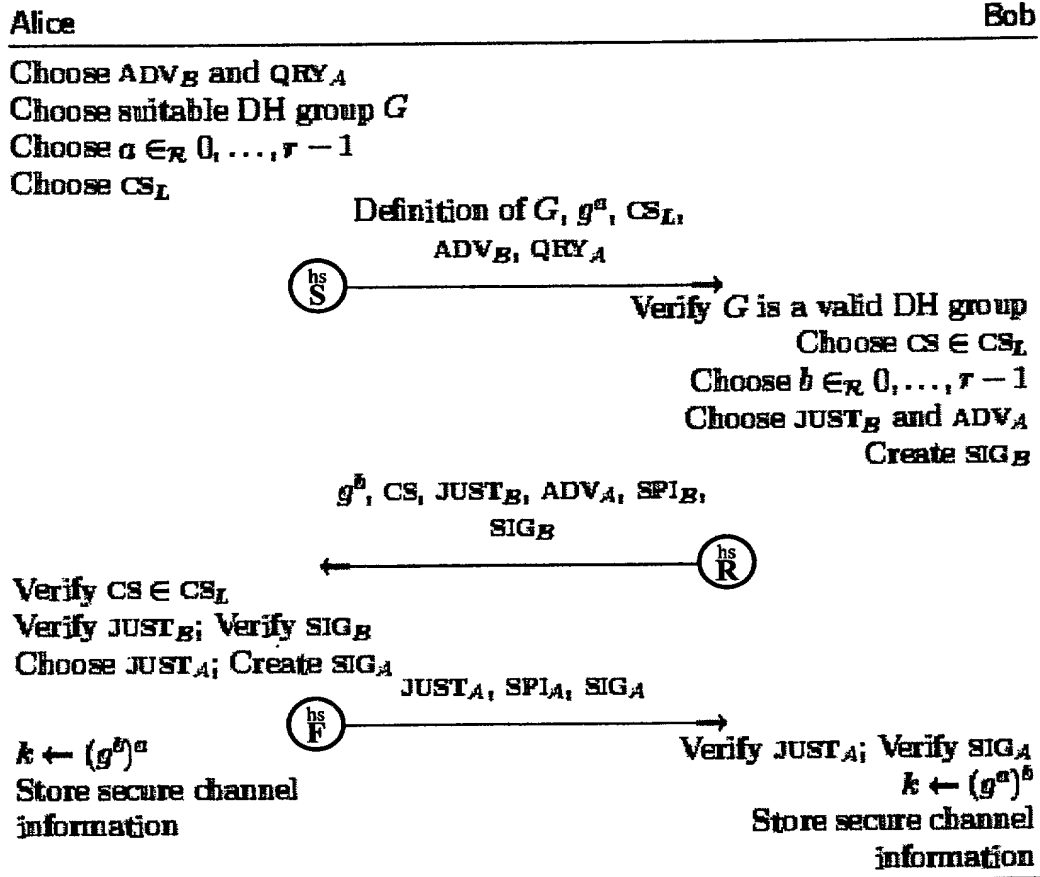 Alice
Bob
Choose ADV_B and QRY_A
Choose suitable DH group G
Choose a ∈_R 0, ..., r − 1
Choose CS_L
Definition of G, g^a, CS_L,
ADV_B, QRY_A
hs
S
Verify G is a valid DH group
Choose CS ∈ CS_L
Choose b ∈_R 0, ..., r − 1
Choose JUST_B and ADV_A
Create SIG_B
g^b, CS, JUST_B, ADV_A, SPI_B,
SIG_B
hs
R
Verify CS ∈ CS_L
Verify JUST_B; Verify SIG_B
Choose JUST_A; Create SIG_A
JUST_A, SPI_A, SIG_A
hs
F
Verify JUST_A; Verify SIG_A
k ← (g^b)^a
k ← (g^a)^b
Store secure channel
information
Store secure channel
information